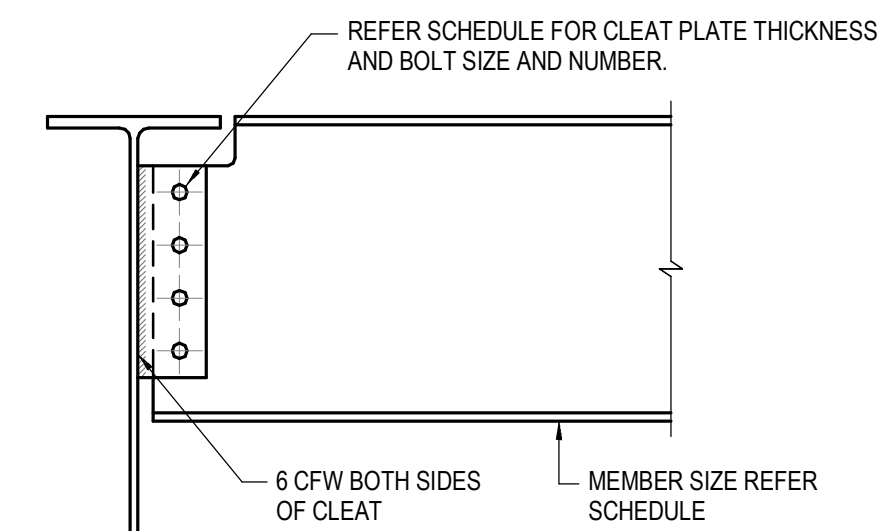 REFER SCHEDULE FOR CLEAT PLATE THICKNESS
AND BOLT SIZE AND NUMBER.
6 CFW BOTH SIDES
OF CLEAT
MEMBER SIZE REFER
SCHEDULE